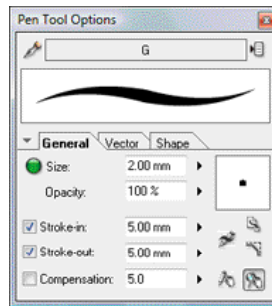 Pen Tool Options
G
General Vector Shape
Size: 2.00 mm
Opacity: 100 %
Stroke-in: 5.00 mm
Stroke-out: 5.00 mm
Compensation: 5.0